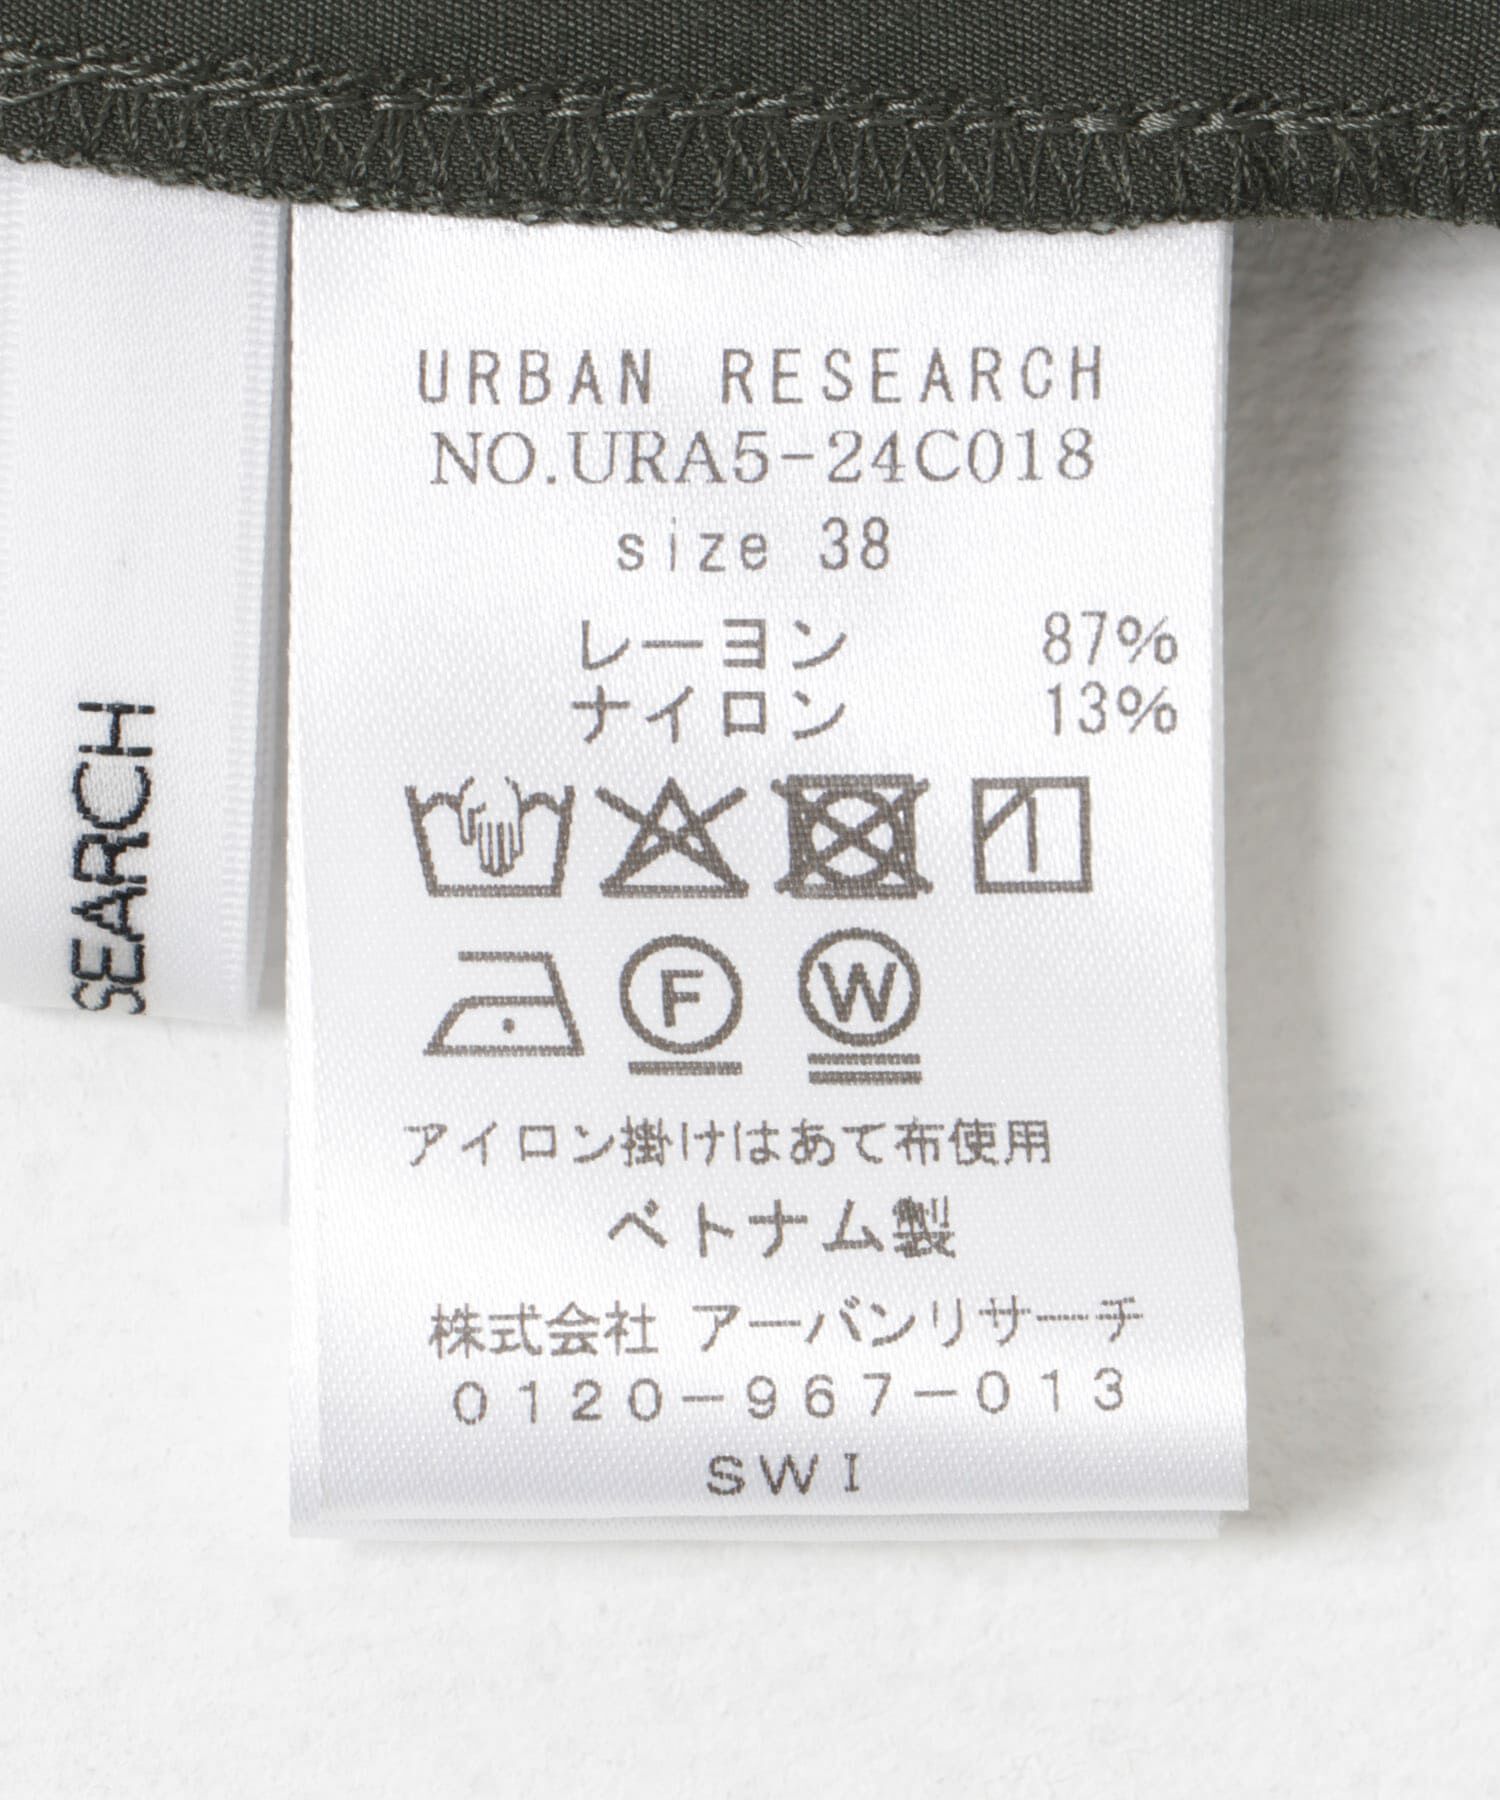 URBAN RESEARCH
NO.URA5-24C018
size 38
レーヨン 87%
ナイロン 13%
F W
アイロン掛けはあて布使用
ベトナム製
株式会社 アーバンリサーチ
0120-967-013
SWI
SEARCH